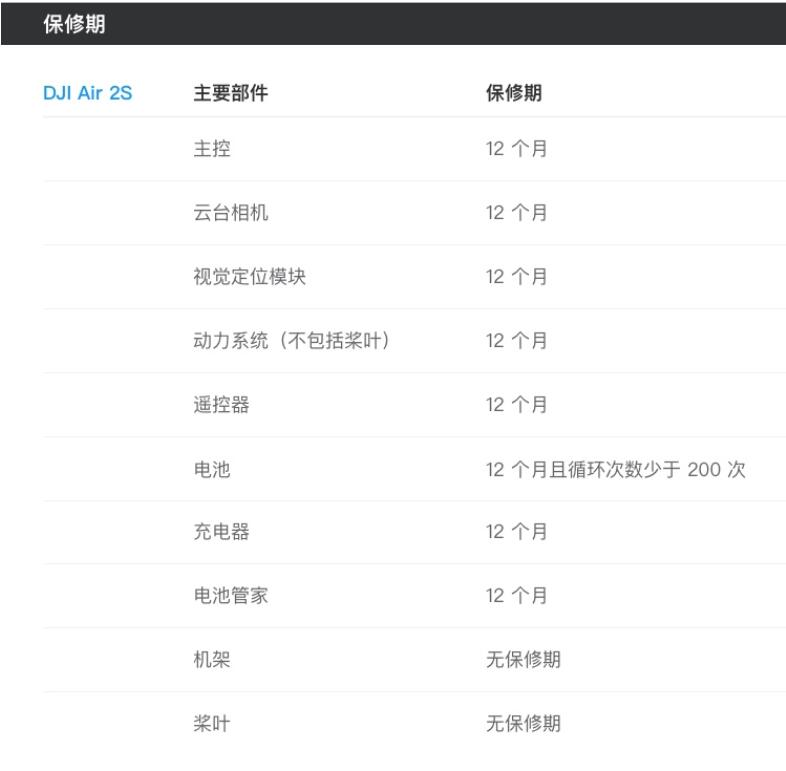 保修期
DJI Air 2S 主要部件 保修期
主控 12 个月
云台相机 12 个月
视觉定位模块 12 个月
动力系统（不包括桨叶） 12 个月
遥控器 12 个月
电池 12 个月且循环次数少于 200 次
充电器 12 个月
电池管家 12 个月
机架 无保修期
桨叶 无保修期